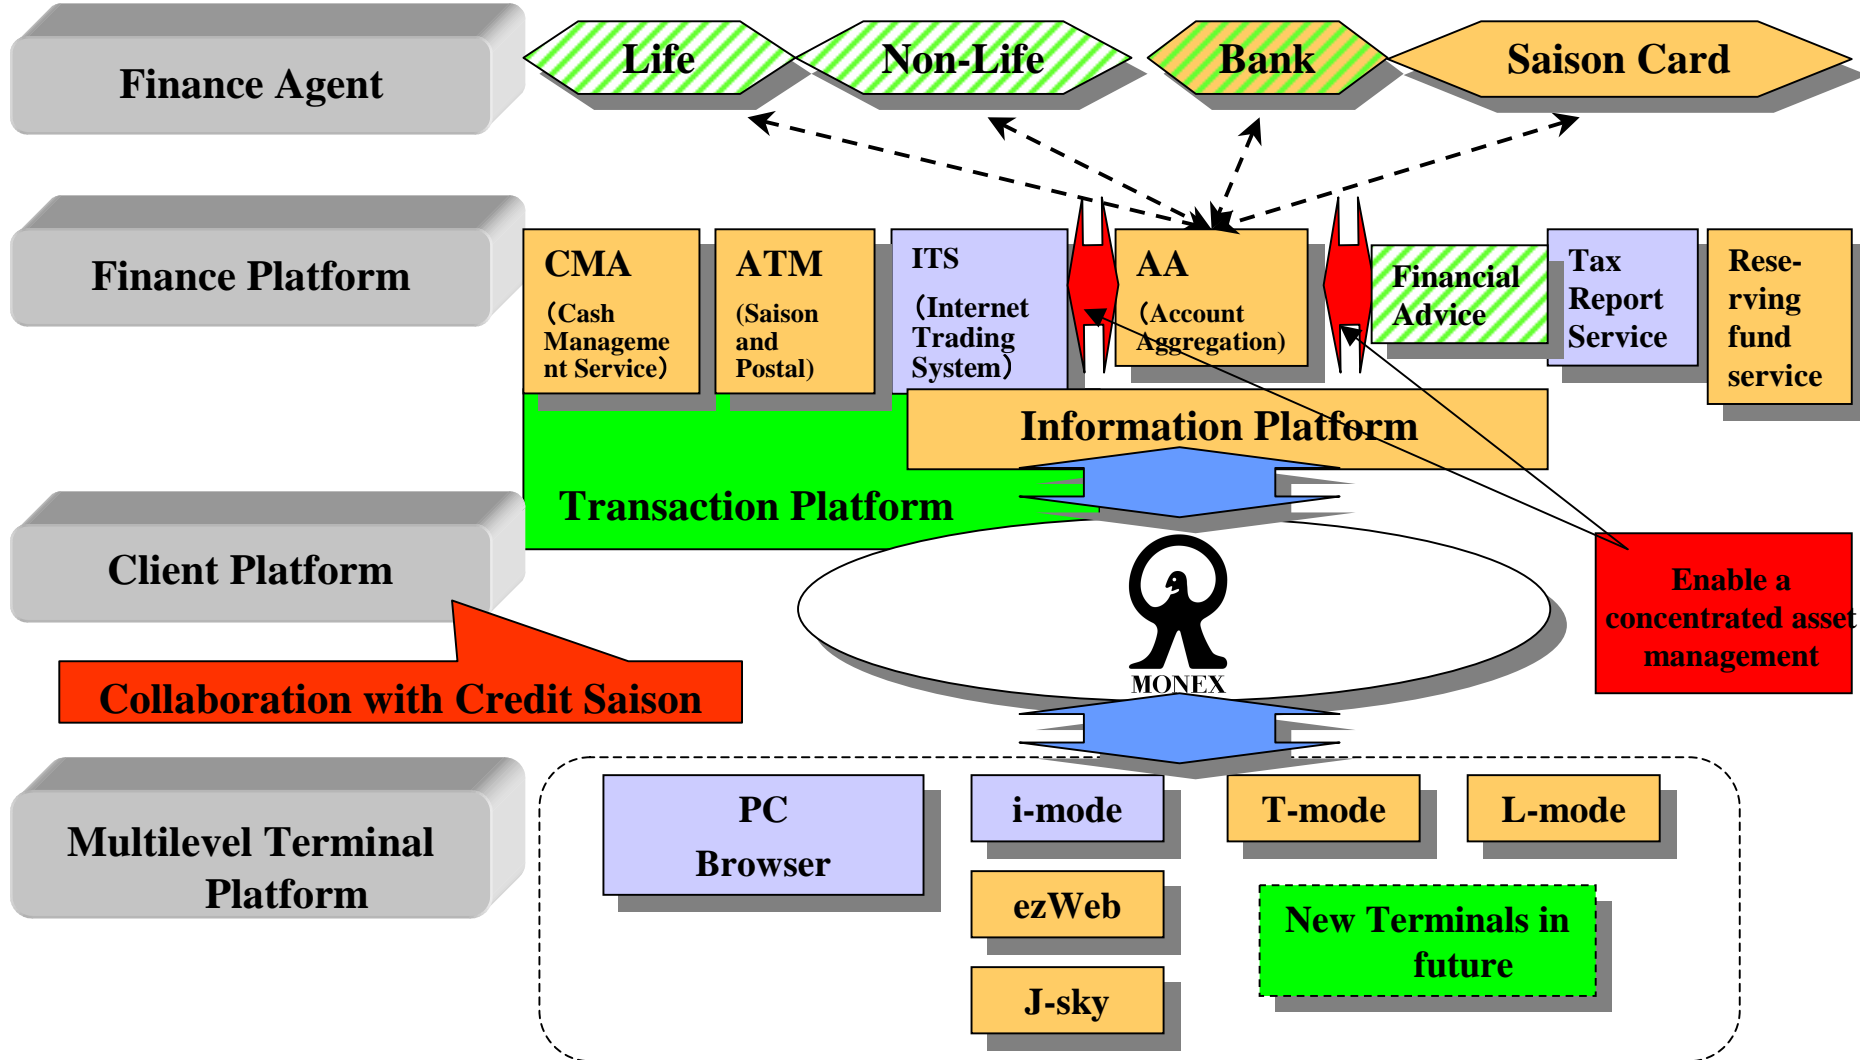 Finance Agent
Life
Non-Life
Bank
Saison Card
Finance Platform
CMA
（Cash
Manageme
nt Service）
ATM
(Saison
and
Postal)
ITS
（Internet
Trading
System）
AA
（Account
Aggregation)
Financial
Advice
Tax
Report
Service
Rese-
rving
fund
service
Information Platform
Transaction Platform
Client Platform
MONEX
Enable a
concentrated asset
management
Collaboration with Credit Saison
Multilevel Terminal
Platform
PC
Browser
i-mode
T-mode
L-mode
ezWeb
New Terminals in
future
J-sky